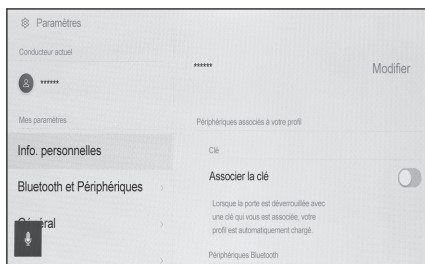 Paramètres
Conducteur actuel
******
Mes paramètres
Info. personnelles
Bluetooth et Périphériques
Général
******
Modifier
Périphériques associés à votre profil
Clé
Associer la clé
Lorsque la porte est déverrouillée avec
une clé qui vous est associée, votre
profil est automatiquement chargé.
Périphériques Bluetooth